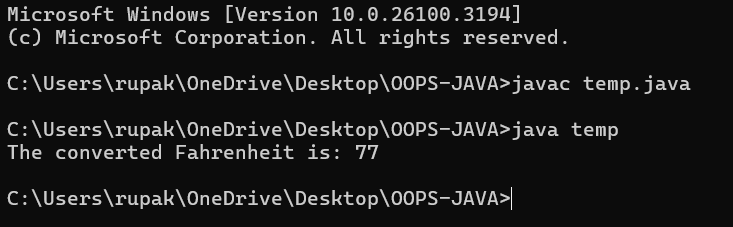 Microsoft Windows [Version 10.0.26100.3194]
(c) Microsoft Corporation. All rights reserved.
C:\Users\rupak\OneDrive\Desktop\OOPS-JAVA>javac temp.java
C:\Users\rupak\OneDrive\Desktop\OOPS-JAVA>java temp
The converted Fahrenheit is: 77
C:\Users\rupak\OneDrive\Desktop\OOPS-JAVA>